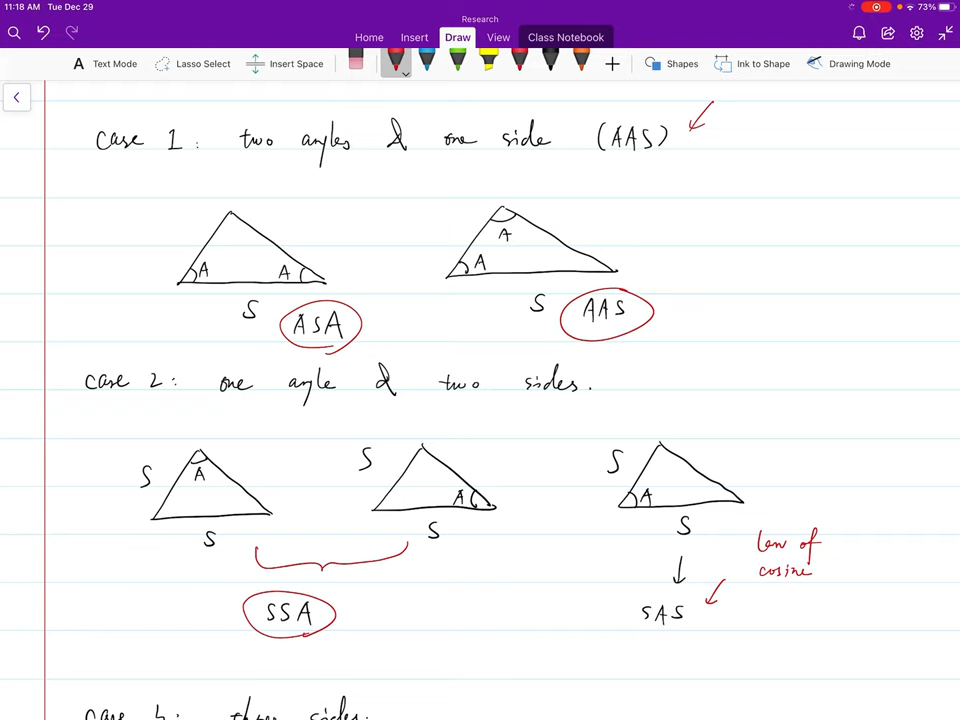 11:18 AM Tue Dec 29
73%
Research
Home Insert Draw View Class Notebook
Text Mode Lasso Select Insert Space Shapes Ink to Shape Drawing Mode
case 1: two angles & one side (AAS)
A A
S
ASA
A
A
S
AAS
case 2: one angle & two sides.
S A
S
S A
S
S A
S
SSA
law of
cosine
SAS
three sides.